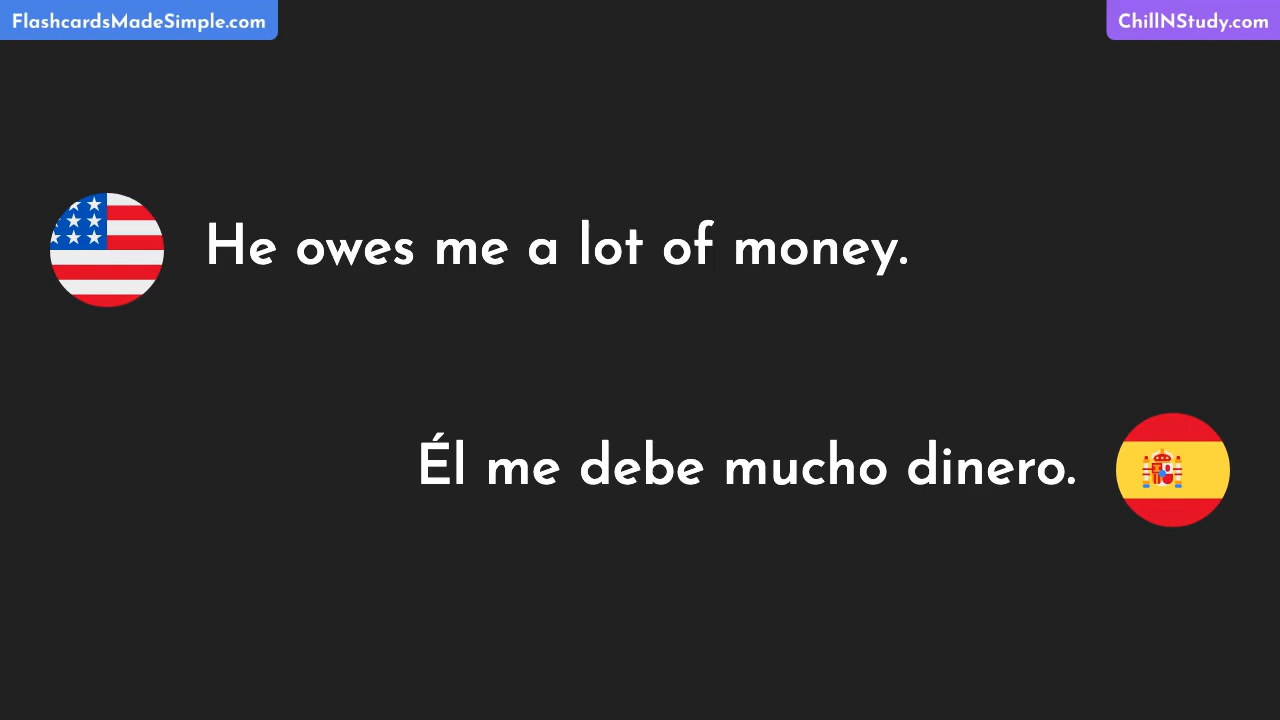 FlashcardsMadeSimple.com
ChillNStudy.com
He owes me a lot of money.
Él me debe mucho dinero.